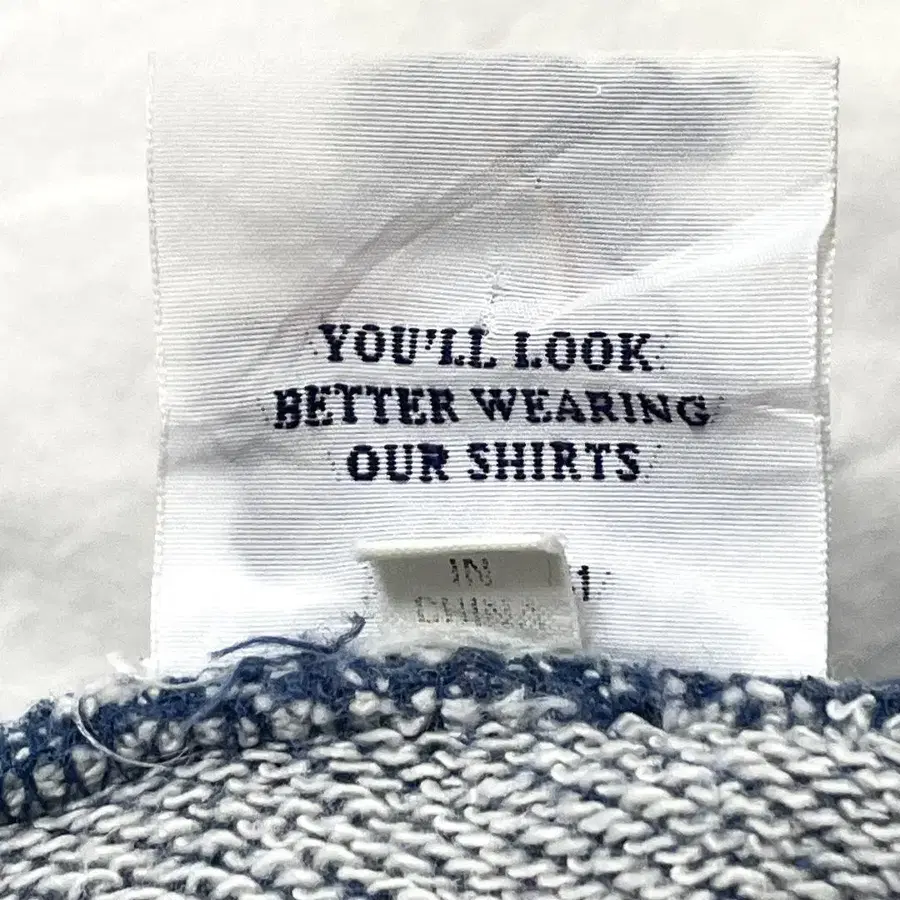 YOU'LL LOOK
BETTER WEARING
OUR SHIRTS
IN
CHINA